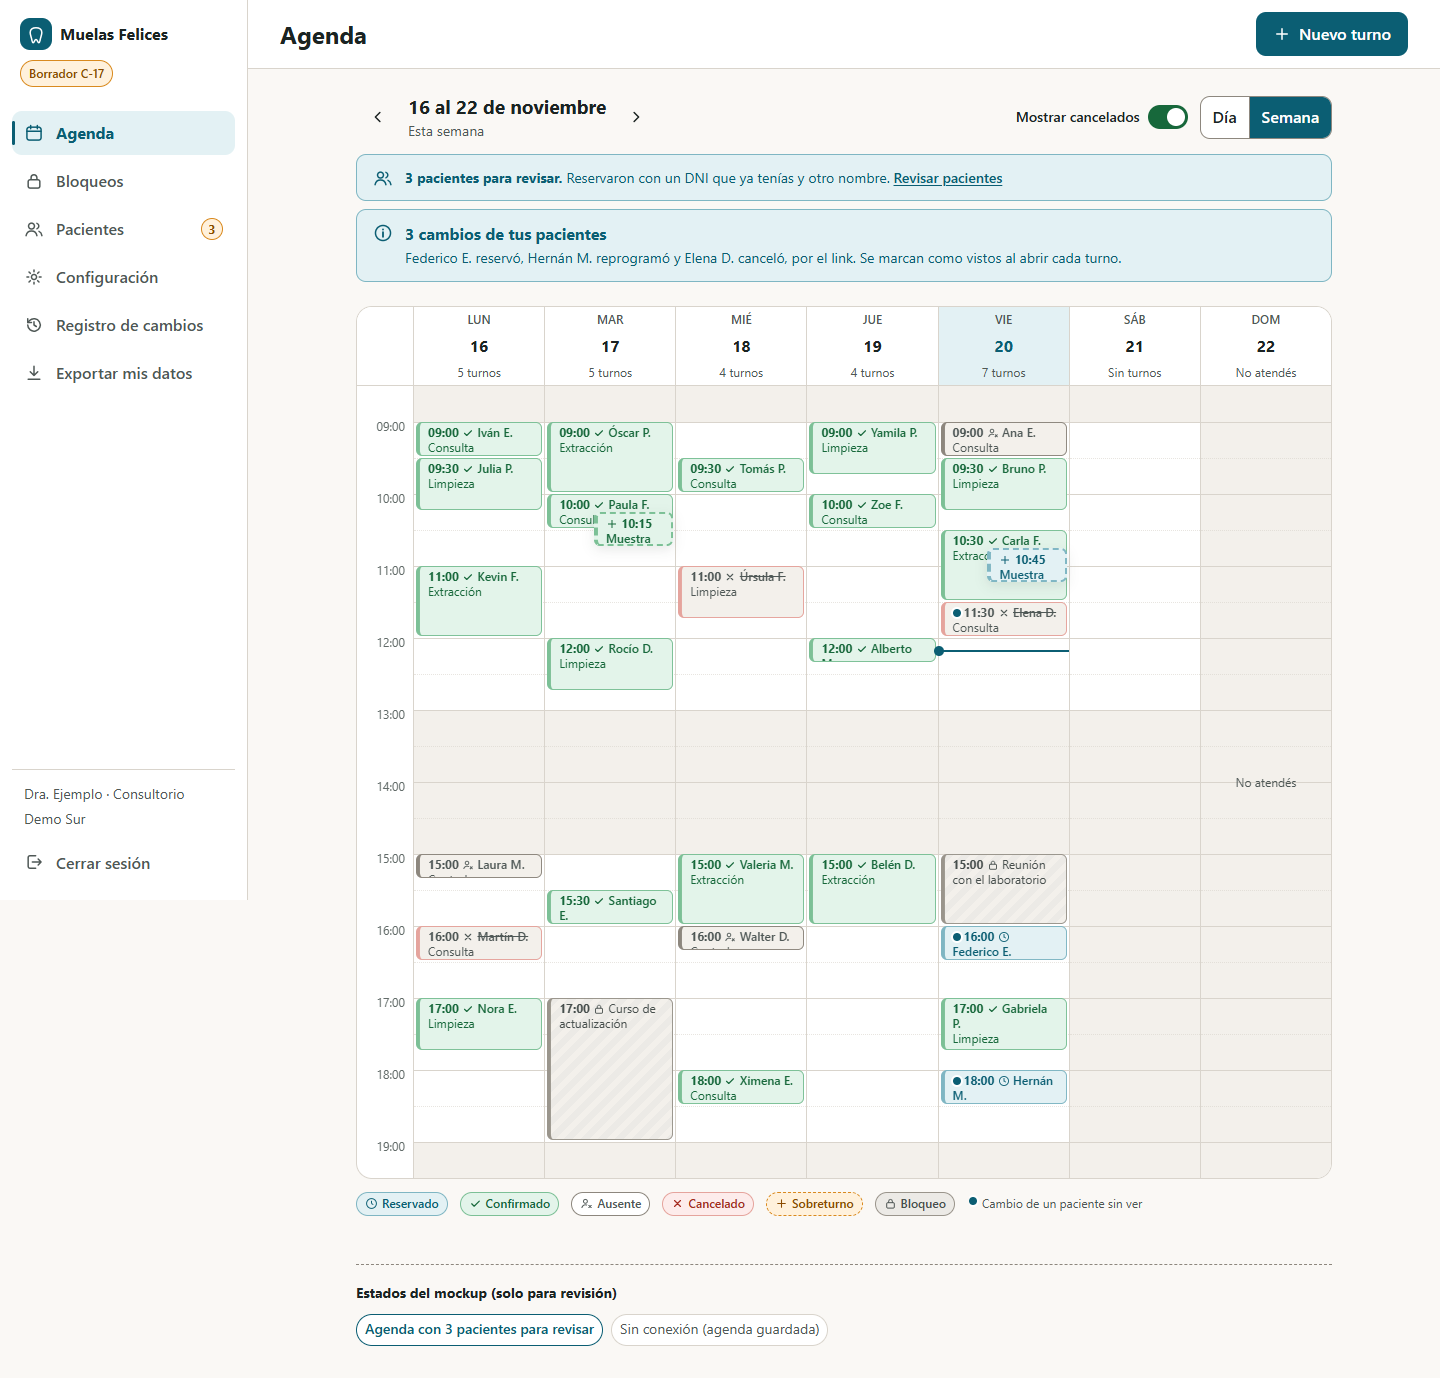 Muelas Felices
Borrador C-17
Agenda
Bloqueos
Pacientes 3
Configuración
Registro de cambios
Exportar mis datos
Dra. Ejemplo · Consultorio
Demo Sur
Cerrar sesión
Agenda
+ Nuevo turno
16 al 22 de noviembre
Esta semana
Mostrar cancelados
Día Semana
3 pacientes para revisar. Reservaron con un DNI que ya tenías y otro nombre. Revisar pacientes
3 cambios de tus pacientes
Federico E. reservó, Hernán M. reprogramó y Elena D. canceló, por el link. Se marcan como vistos al abrir cada turno.
LUN MAR MIÉ JUE VIE SÁB DOM
16 17 18 19 20 21 22
5 turnos 5 turnos 4 turnos 4 turnos 7 turnos Sin turnos No atendés
09:00
10:00
11:00
12:00
13:00
14:00
15:00
16:00
17:00
18:00
19:00
09:00 Iván E.
Consulta
09:30 Julia P.
Limpieza
11:00 Kevin F.
Extracción
15:00 Laura M.
16:00 Martín D.
Consulta
17:00 Nora E.
Limpieza
09:00 Óscar P.
Extracción
10:00 Paula F.
+ 10:15
Muestra
12:00 Rocío D.
Limpieza
15:30 Santiago
E.
17:00 Curso de
actualización
09:30 Tomás P.
Consulta
11:00 Úrsula F.
Limpieza
15:00 Valeria M.
Extracción
16:00 Walter D.
18:00 Ximena E.
Consulta
09:00 Yamila P.
Limpieza
10:00 Zoe F.
Consulta
12:00 Alberto
15:00 Belén D.
Extracción
09:00 Ana E.
Consulta
09:30 Bruno P.
Limpieza
10:30 Carla F.
+ 10:45
Muestra
11:30 Elena D.
Consulta
15:00 Reunión
con el laboratorio
16:00
Federico E.
17:00 Gabriela
P.
Limpieza
18:00 Hernán
M.
No atendés
Reservado Confirmado Ausente Cancelado + Sobreturno Bloqueo Cambio de un paciente sin ver
Estados del mockup (solo para revisión)
Agenda con 3 pacientes para revisar
Sin conexión (agenda guardada)